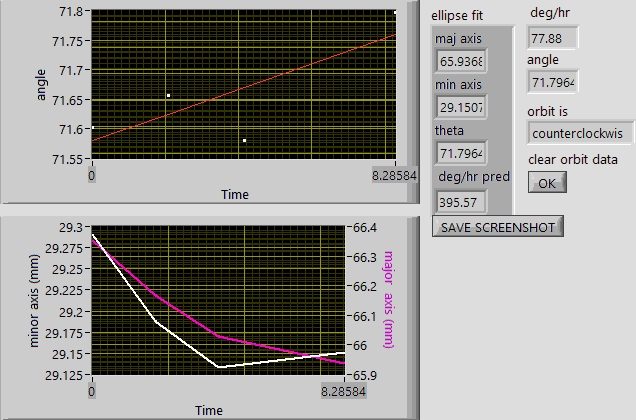 angle
71.8
71.75
71.7
71.65
71.6
71.55
0
8.28584
Time
ellipse fit
maj axis
65.936
min axis
29.1507
theta
71.7964
deg/hr pred
395.57
deg/hr
77.88
angle
71.7964
orbit is
counterclockwis
clear orbit data
OK
SAVE SCREENSHOT
minor axis (mm)
29.3
29.275
29.25
29.225
29.2
29.175
29.15
29.125
66.4
66.3
66.2
66.1
66
65.9
major axis (mm)
0
8.28584
Time